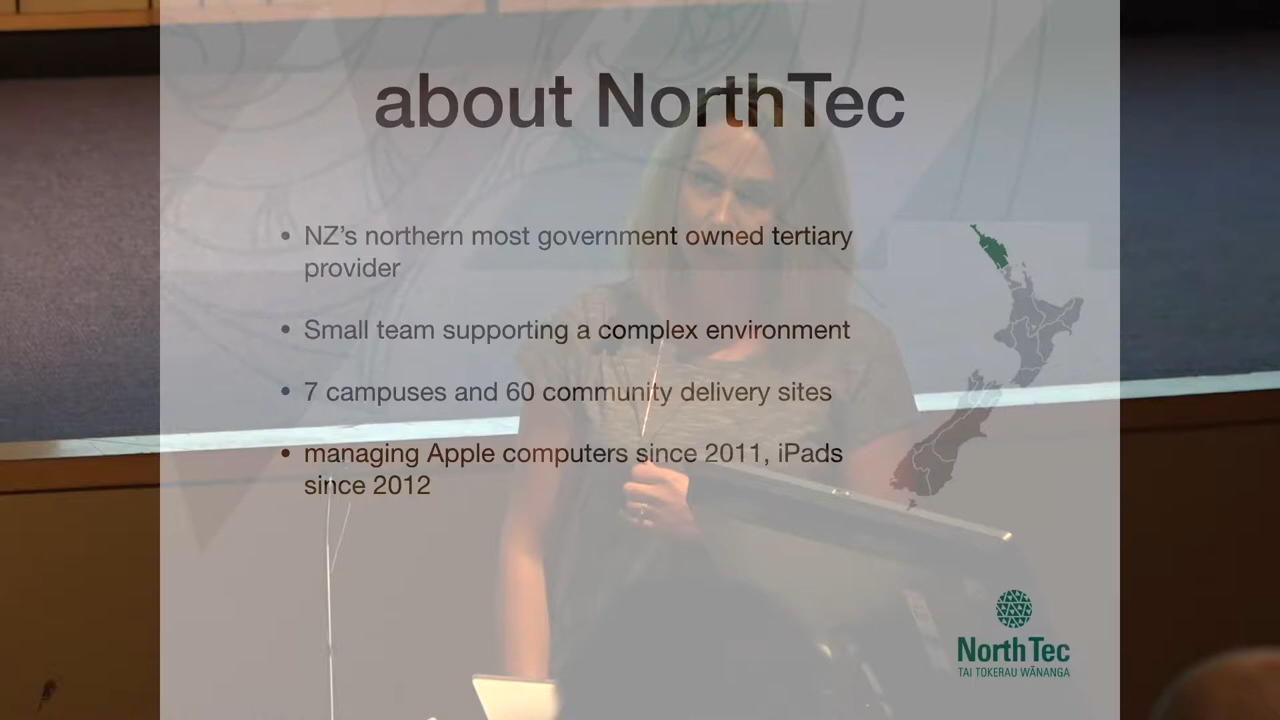 about NorthTec
• NZ's northern most government owned tertiary
provider
• Small team supporting a complex environment
• 7 campuses and 60 community delivery sites
• managing Apple computers since 2011, iPads
since 2012
NorthTec
TAI TOKERAU WĀNANGA